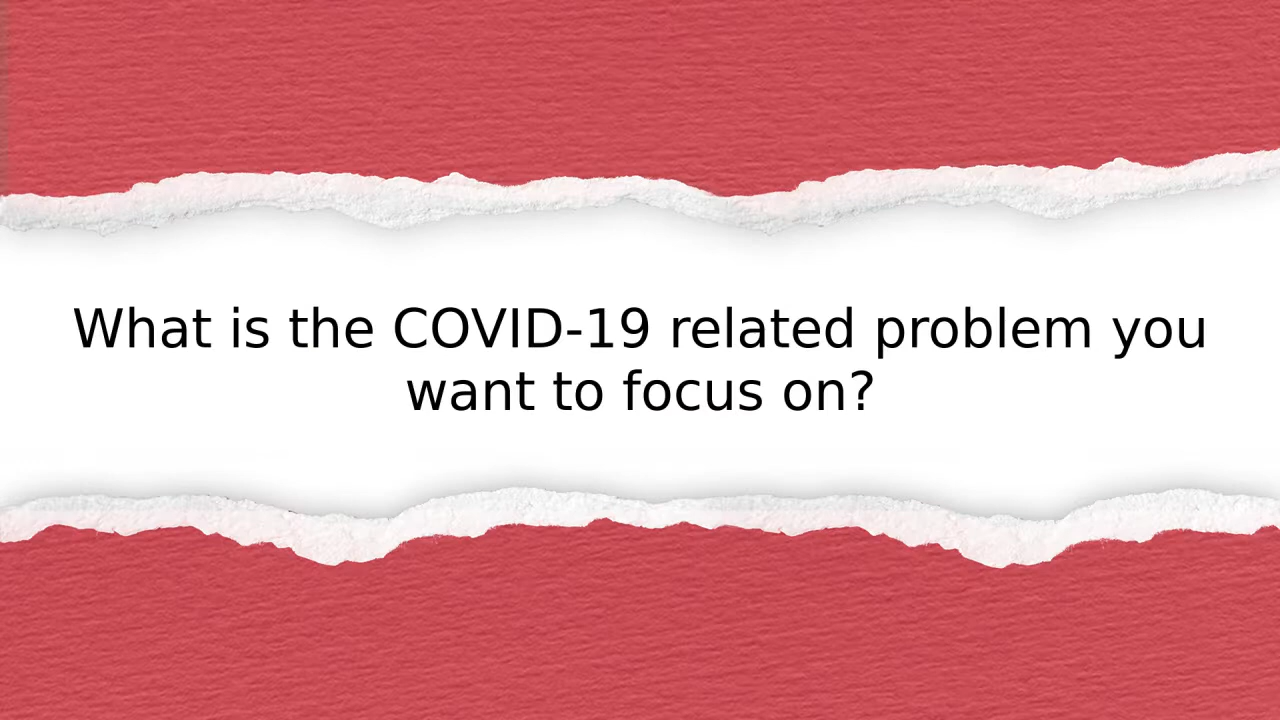 What is the COVID-19 related problem you
want to focus on?